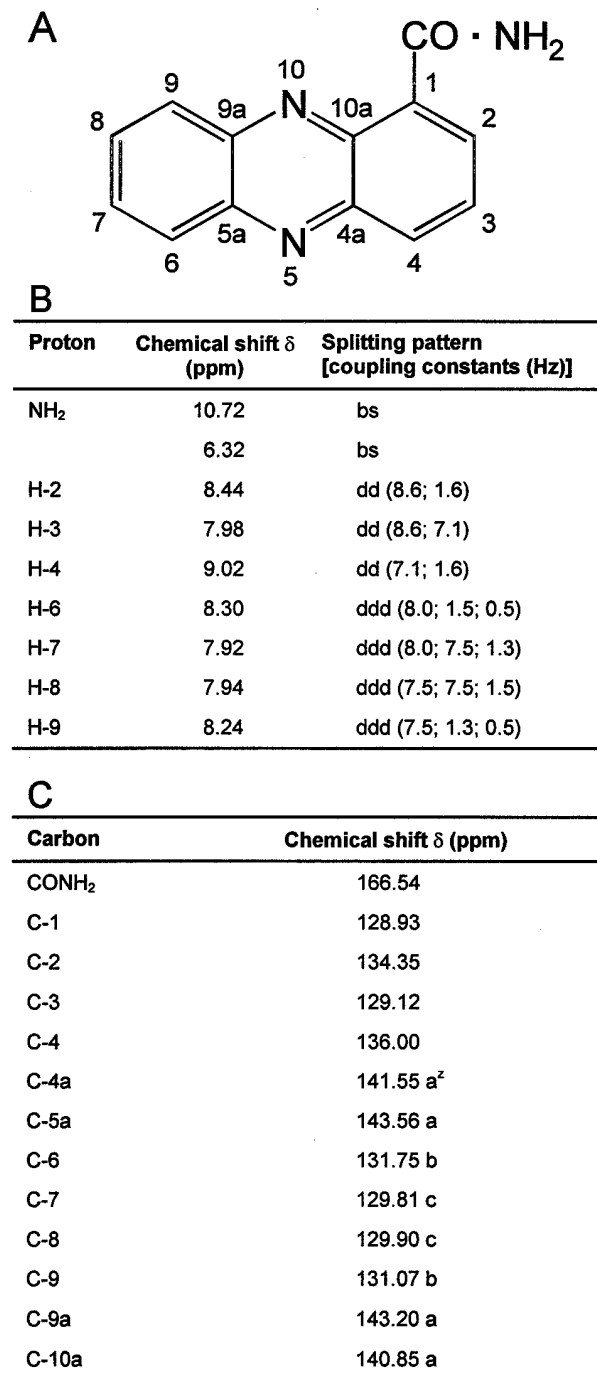 A
CO · NH₂
9 10 1
8 9a N 10a 2
7 5a N 4a 3
6 5 4
B
Proton Chemical shift δ (ppm) Splitting pattern [coupling constants (Hz)]
NH₂ 10.72 bs
6.32 bs
H-2 8.44 dd (8.6; 1.6)
H-3 7.98 dd (8.6; 7.1)
H-4 9.02 dd (7.1; 1.6)
H-6 8.30 ddd (8.0; 1.5; 0.5)
H-7 7.92 ddd (8.0; 7.5; 1.3)
H-8 7.94 ddd (7.5; 7.5; 1.5)
H-9 8.24 ddd (7.5; 1.3; 0.5)
C
Carbon Chemical shift δ (ppm)
CONH₂ 166.54
C-1 128.93
C-2 134.35
C-3 129.12
C-4 136.00
C-4a 141.55 aᶻ
C-5a 143.56 a
C-6 131.75 b
C-7 129.81 c
C-8 129.90 c
C-9 131.07 b
C-9a 143.20 a
C-10a 140.85 a